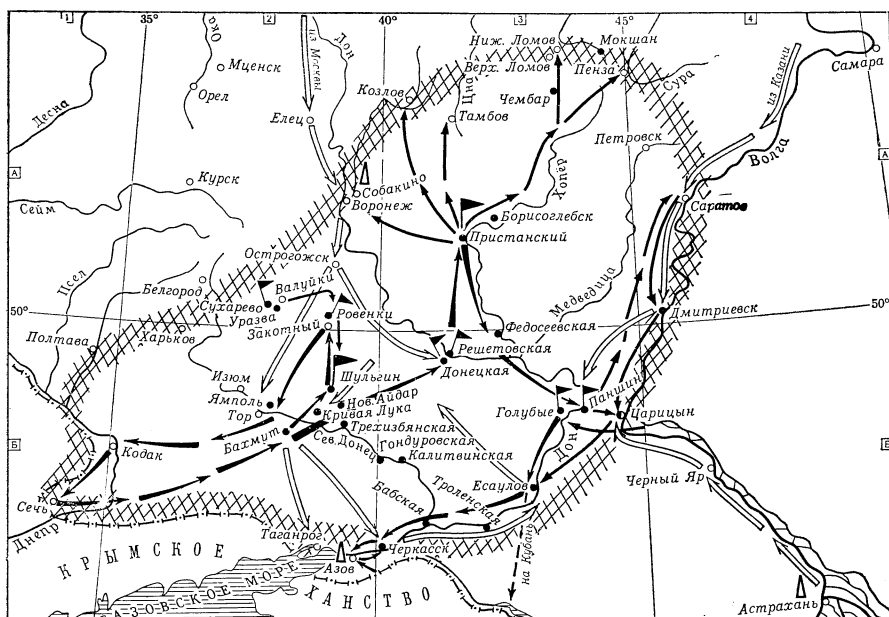 1
35°
2
40°
3
45°
4
Ока
из Москвы
Дон
Ниж. Ломов
Мокшан
Верх. Ломов
Пенза
Самара
Мценск
Козлов
Цна
Сура
из Казани
Орел
Чембар
Десна
Елец
Тамбов
Петровск
Волга
А
А
Курск
Хопёр
Собакино
Сейм
Воронеж
Саратов
Борисоглебск
Пристанский
Острогожск
Псел
Медведица
Белгород
Валуйки
50°
50°
Сухарево
Уразва
Ровенки
Дмитриевск
Закотный
Федосеевская
Харьков
Полтава
Решетовская
Изюм
Шульгин
Донецкая
Ямполь
Нов. Айдар
Паншин
Тор
Кривая Лука
Голубые
Царицын
Трехизбянская
Бахмут
Сев. Донец
Гондуровская
Дон
Б
Б
Кодак
Калитвинская
Черный Яр
Есаулов
Сечь
Бабская
Троленская
Днепр
Таганрог
Черкасск
КРЫМСКОЕ
Азов
на Кубань
АЗОВСКОЕ МОРЕ
ХАНСТВО
Астрахань